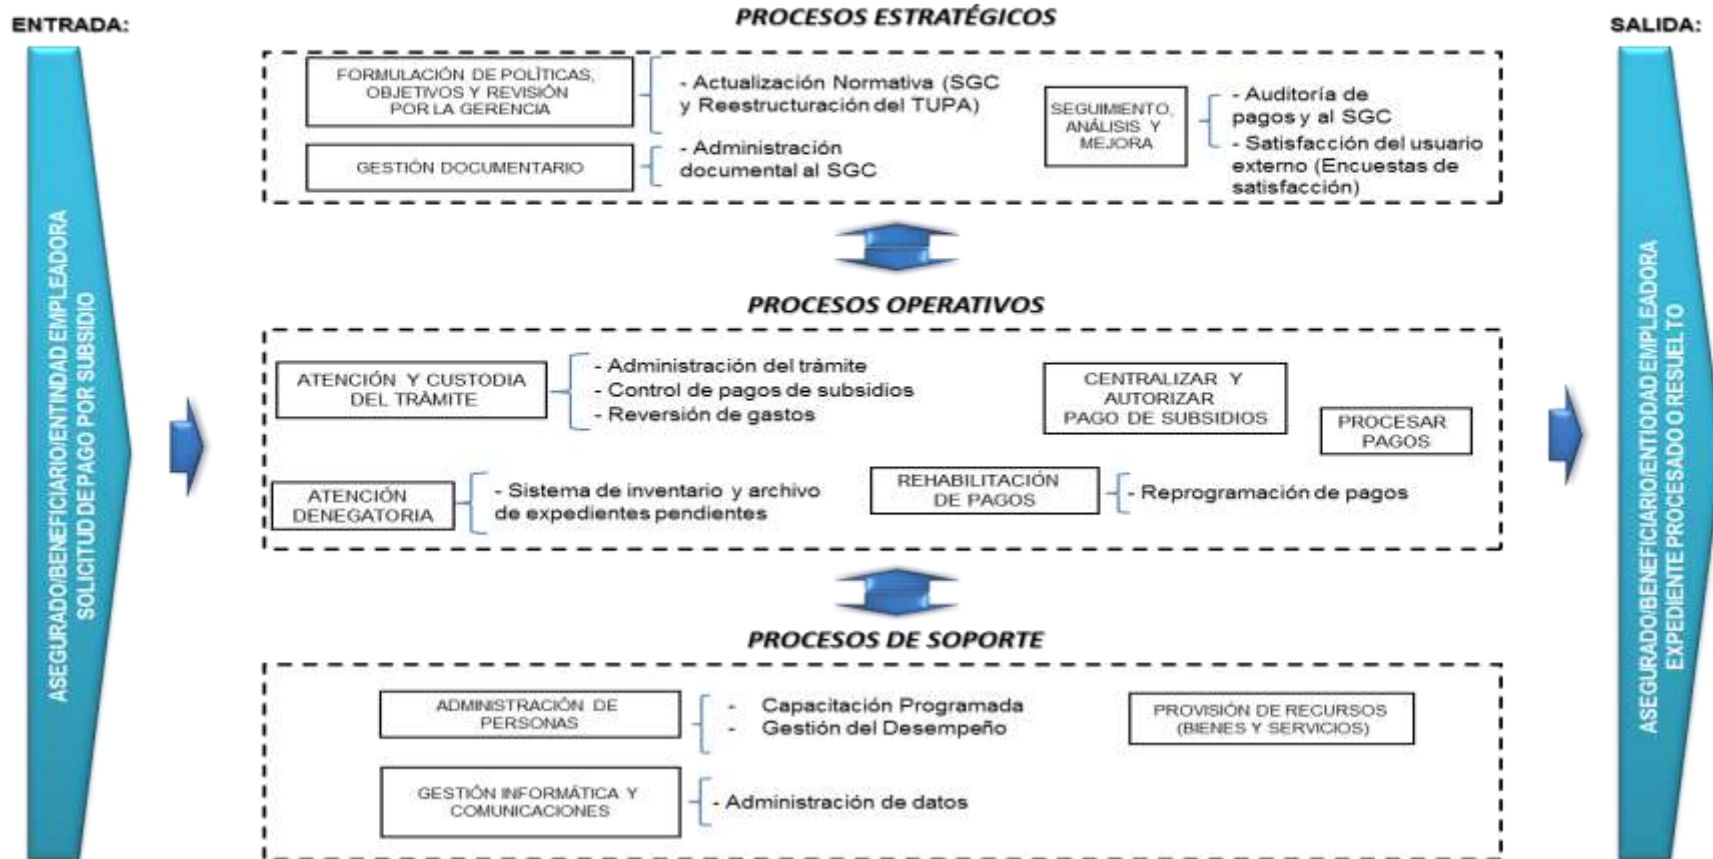 ENTRADA:
ASEGURADO/BENEFICIARIO/ENTINDAD EMPLEADORA
SOLICITUD DE PAGO POR SUBSIDIO
PROCESOS ESTRATÉGICOS
FORMULACIÓN DE POLÍTICAS,
OBJETIVOS Y REVISIÓN
POR LA GERENCIA
- Actualización Normativa (SGC
y Reestructuración del TUPA)
GESTIÓN DOCUMENTARIO
- Administración
documental al SGC
SEGUIMIENTO,
ANÁLISIS Y
MEJORA
- Auditoría de
pagos y al SGC
- Satisfacción del usuario
externo (Encuestas de
satisfacción)
PROCESOS OPERATIVOS
ATENCIÓN Y CUSTODIA
DEL TRÁMITE
- Administración del trámite
- Control de pagos de subsidios
- Reversión de gastos
CENTRALIZAR Y
AUTORIZAR
PAGO DE SUBSIDIOS
PROCESAR
PAGOS
ATENCIÓN
DENEGATORIA
- Sistema de inventario y archivo
de expedientes pendientes
REHABILITACIÓN
DE PAGOS
- Reprogramación de pagos
PROCESOS DE SOPORTE
ADMINISTRACIÓN DE
PERSONAS
- Capacitación Programada
- Gestión del Desempeño
PROVISIÓN DE RECURSOS
(BIENES Y SERVICIOS)
GESTIÓN INFORMÁTICA Y
COMUNICACIONES
- Administración de datos
SALIDA:
ASEGURADO/BENEFICIARIO/ENTIODAD EMPLEADORA
EXPEDIENTE PROCESADO O RESUELTO